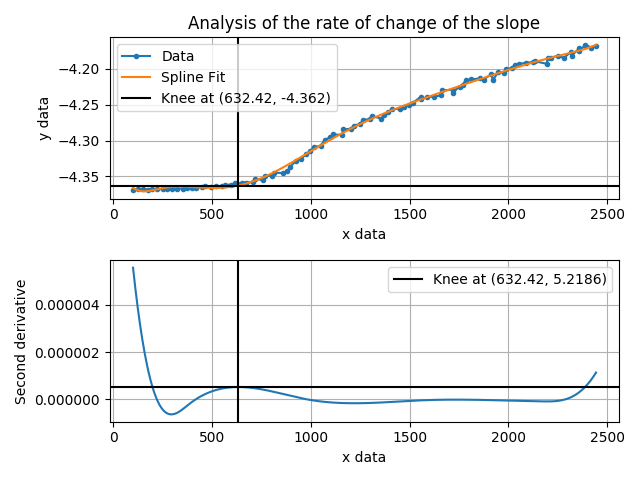 Analysis of the rate of change of the slope
Data
Spline Fit
Knee at (632.42, -4.362)
−4.20
−4.25
−4.30
−4.35
y data
0 500 1000 1500 2000 2500
x data
Knee at (632.42, 5.2186)
0.000004
0.000002
0.000000
Second derivative
0 500 1000 1500 2000 2500
x data